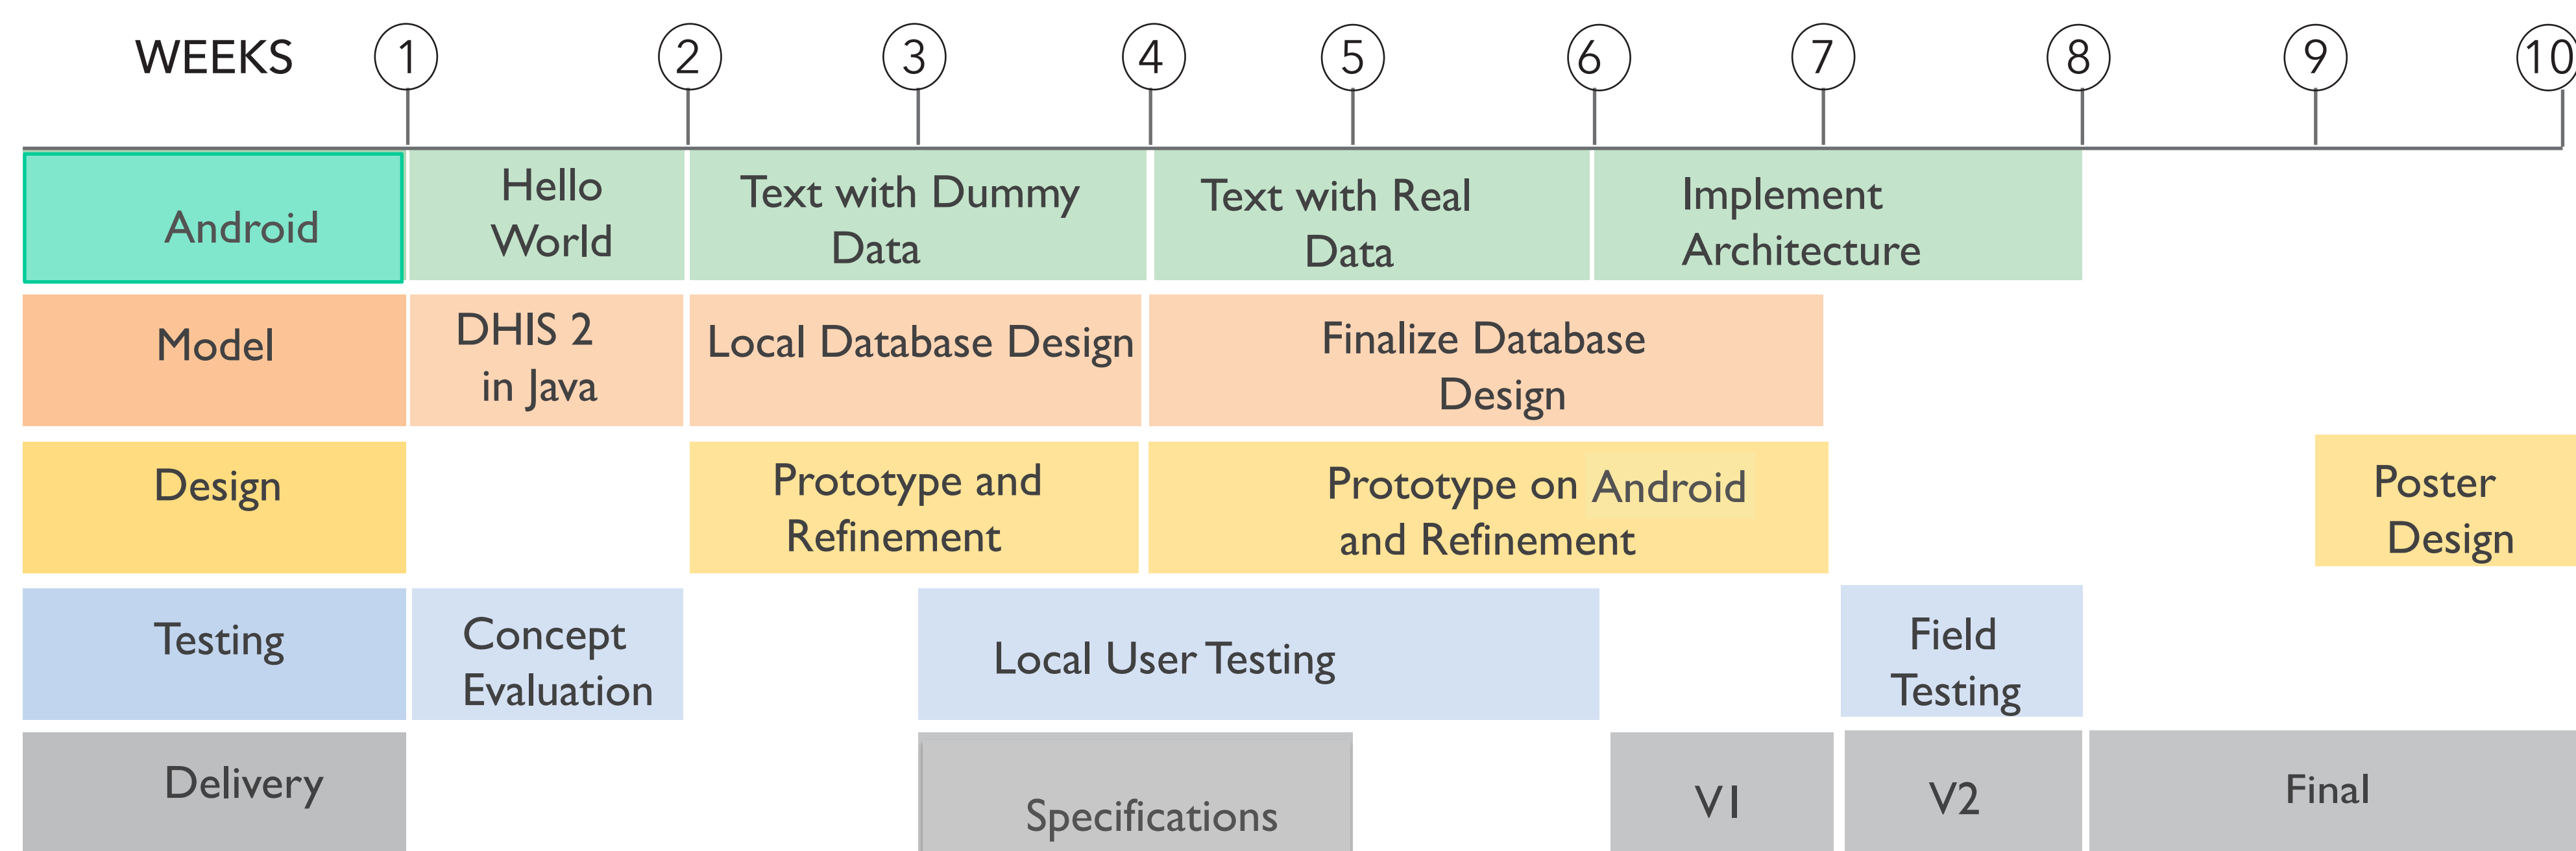 WEEKS 1 2 3 4 5 6 7 8 9 10
Android
Hello
World
Text with Dummy
Data
Text with Real
Data
Implement
Architecture
Model
DHIS 2
in Java
Local Database Design
Finalize Database
Design
Design
Prototype and
Refinement
Prototype on Android
and Refinement
Poster
Design
Testing
Concept
Evaluation
Local User Testing
Field
Testing
Delivery
Specifications
V1
V2
Final